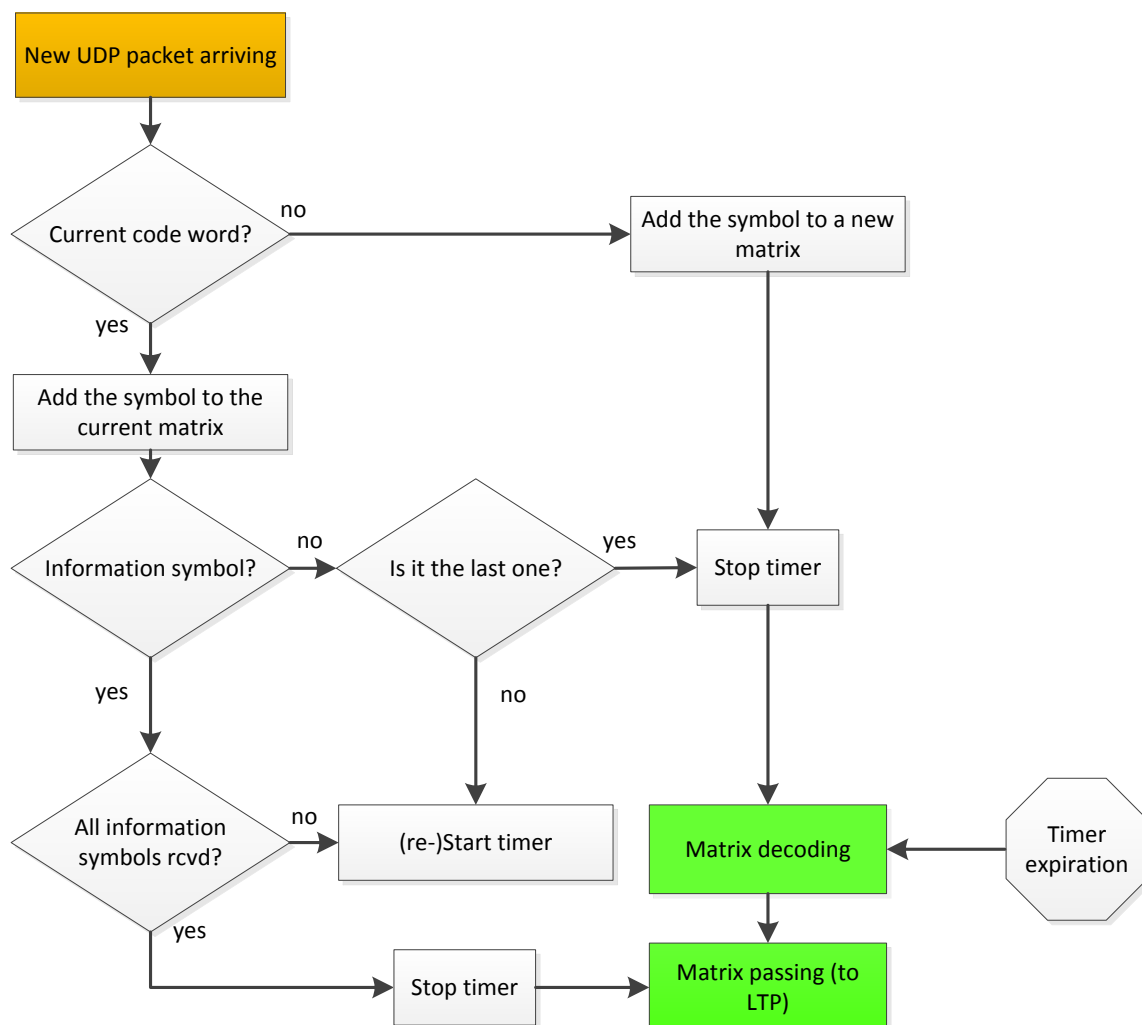 New UDP packet arriving
no
Current code word?
Add the symbol to a new
matrix
yes
Add the symbol to the
current matrix
Information symbol?
no
Is it the last one?
yes
Stop timer
yes
no
All information
symbols rcvd?
no
(re-)Start timer
Matrix decoding
Timer
expiration
yes
Stop timer
Matrix passing (to
LTP)